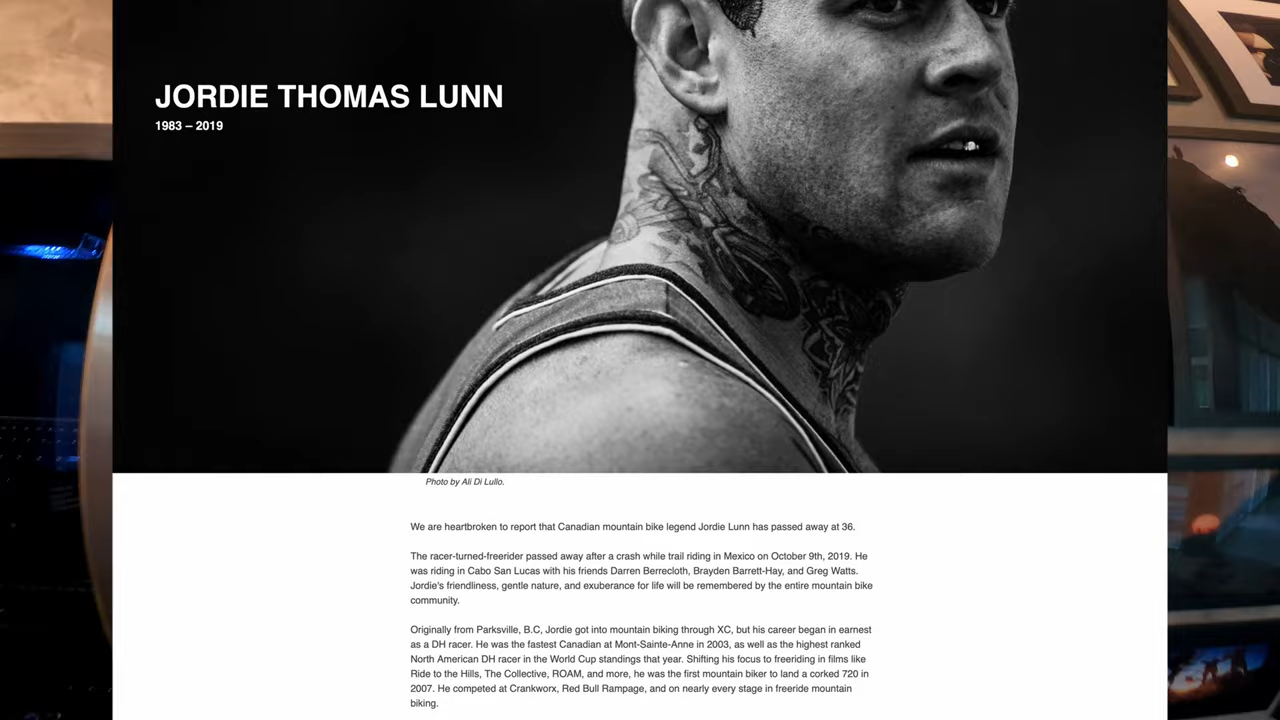 JORDIE THOMAS LUNN
1983 – 2019
Photo by Ali Di Lullo.
We are heartbroken to report that Canadian mountain bike legend Jordie Lunn has passed away at 36.
The racer-turned-freerider passed away after a crash while trail riding in Mexico on October 9th, 2019. He
was riding in Cabo San Lucas with his friends Darren Berrecloth, Brayden Barrett-Hay, and Greg Watts.
Jordie's friendliness, gentle nature, and exuberance for life will be remembered by the entire mountain bike
community.
Originally from Parksville, B.C, Jordie got into mountain biking through XC, but his career began in earnest
as a DH racer. He was the fastest Canadian at Mont-Sainte-Anne in 2003, as well as the highest ranked
North American DH racer in the World Cup standings that year. Shifting his focus to freeriding in films like
Ride to the Hills, The Collective, ROAM, and more, he was the first mountain biker to land a corked 720 in
2007. He competed at Crankworx, Red Bull Rampage, and on nearly every stage in freeride mountain
biking.